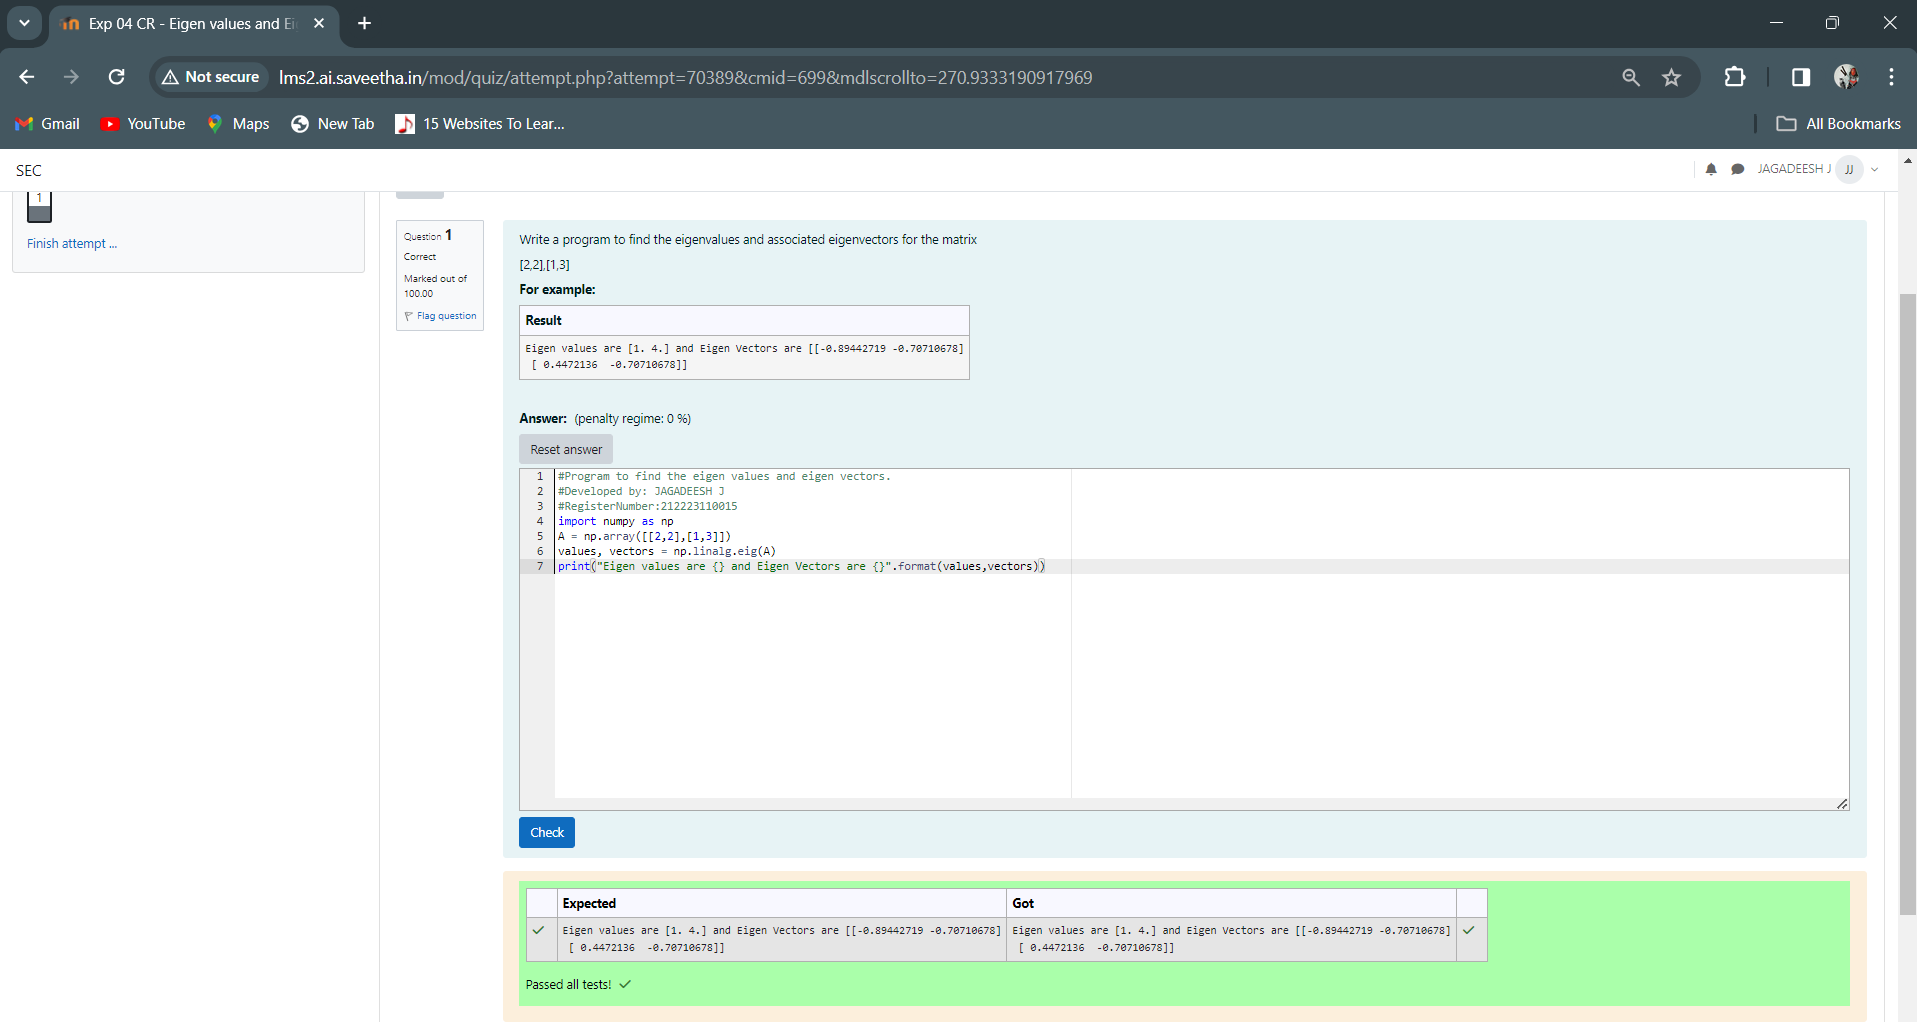 Exp 04 CR - Eigen values and Ei
Not secure
lms2.ai.saveetha.in/mod/quiz/attempt.php?attempt=70389&cmid=699&mdlscrollto=270.9333190917969
Gmail
YouTube
Maps
New Tab
15 Websites To Lear...
All Bookmarks
SEC
JAGADEESH J
JJ
1
Finish attempt ...
Question 1
Correct
Marked out of
100.00
Flag question
Write a program to find the eigenvalues and associated eigenvectors for the matrix
[2,2],[1,3]
For example:
Result
Eigen values are [1. 4.] and Eigen Vectors are [[-0.89442719 -0.70710678]
[ 0.4472136  -0.70710678]]
Answer: (penalty regime: 0 %)
Reset answer
1 #Program to find the eigen values and eigen vectors.
2 #Developed by: JAGADEESH J
3 #RegisterNumber:212223110015
4 import numpy as np
5 A = np.array([[2,2],[1,3]])
6 values, vectors = np.linalg.eig(A)
7 print("Eigen values are {} and Eigen Vectors are {}".format(values,vectors))
Check
Expected
Got
Eigen values are [1. 4.] and Eigen Vectors are [[-0.89442719 -0.70710678]
[ 0.4472136  -0.70710678]]
Eigen values are [1. 4.] and Eigen Vectors are [[-0.89442719 -0.70710678]
[ 0.4472136  -0.70710678]]
Passed all tests!